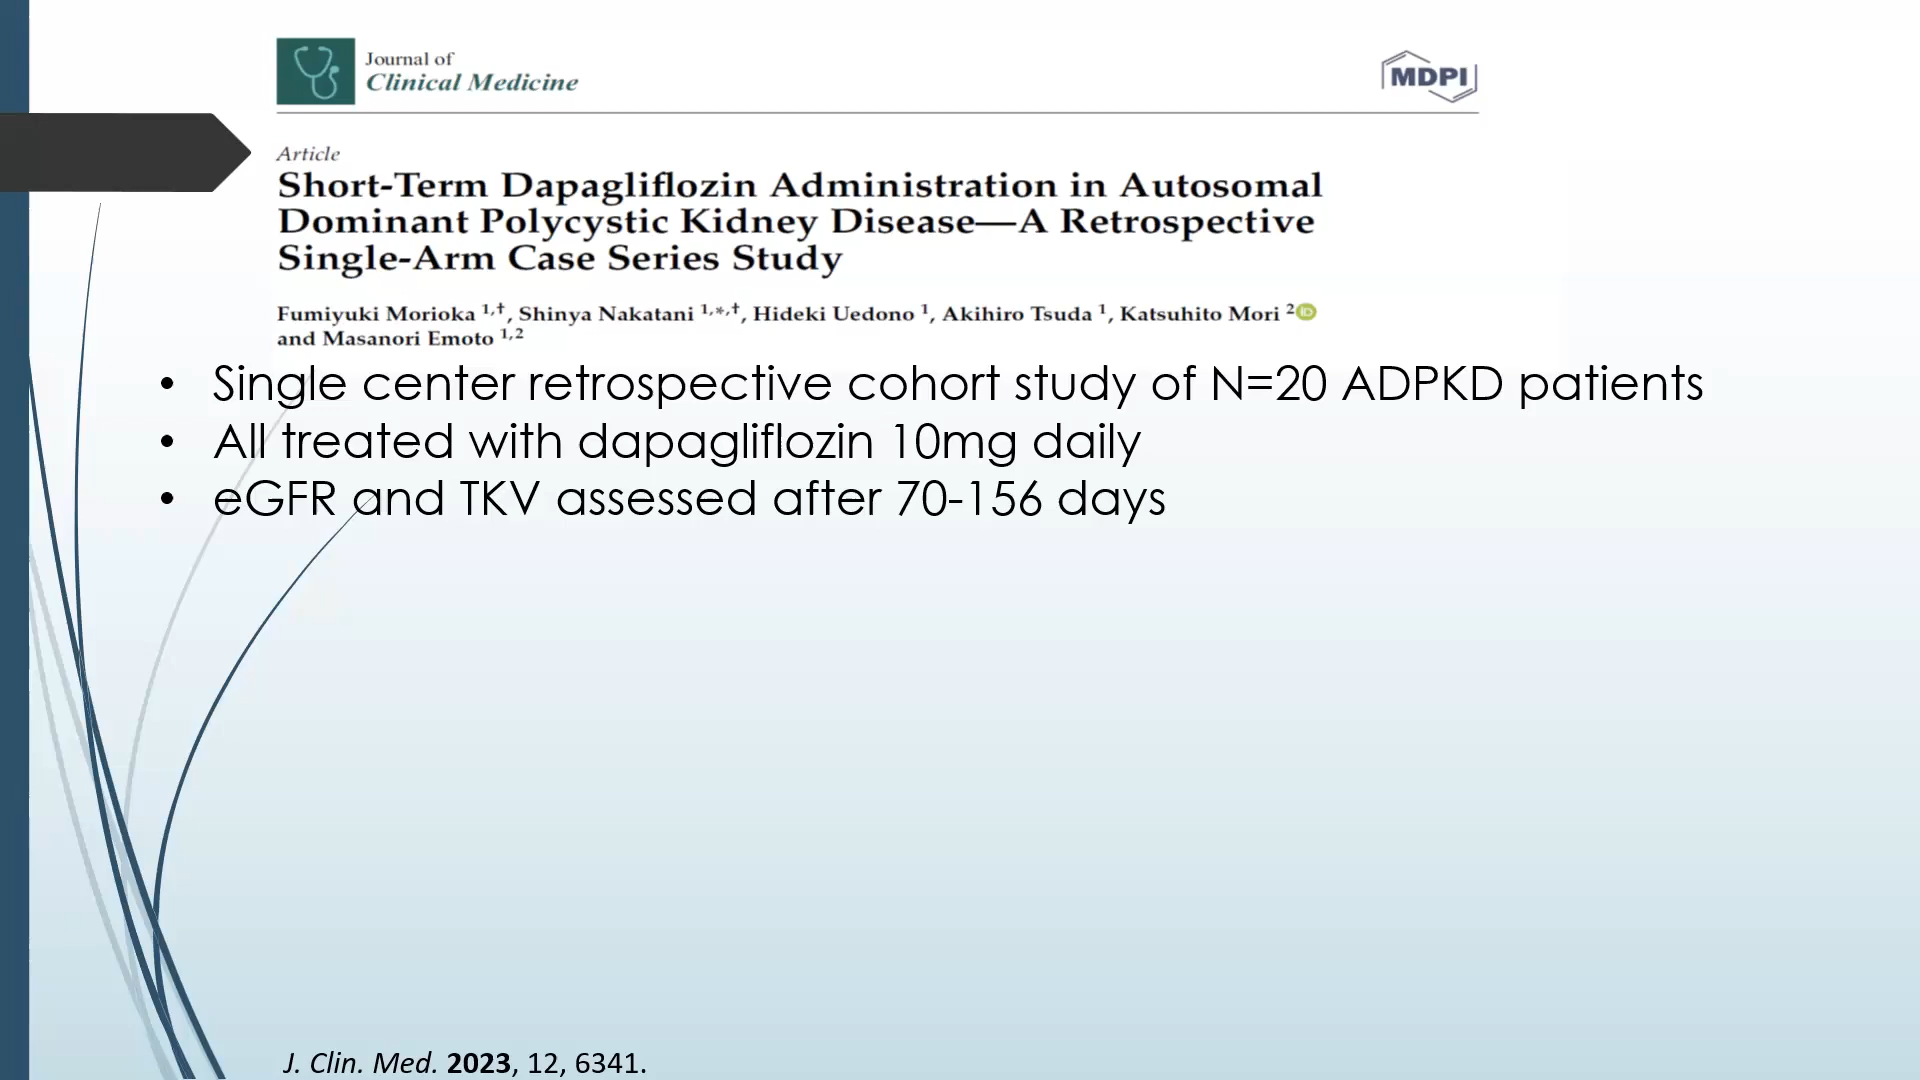 Journal of
Clinical Medicine
MDPI
Article
Short-Term Dapagliflozin Administration in Autosomal
Dominant Polycystic Kidney Disease—A Retrospective
Single-Arm Case Series Study
Fumiyuki Morioka 1,†, Shinya Nakatani 1,*,†, Hideki Uedono 1, Akihiro Tsuda 1, Katsuhito Mori 2 iD
and Masanori Emoto 1,2
• Single center retrospective cohort study of N=20 ADPKD patients
• All treated with dapagliflozin 10mg daily
• eGFR and TKV assessed after 70-156 days
J. Clin. Med. 2023, 12, 6341.